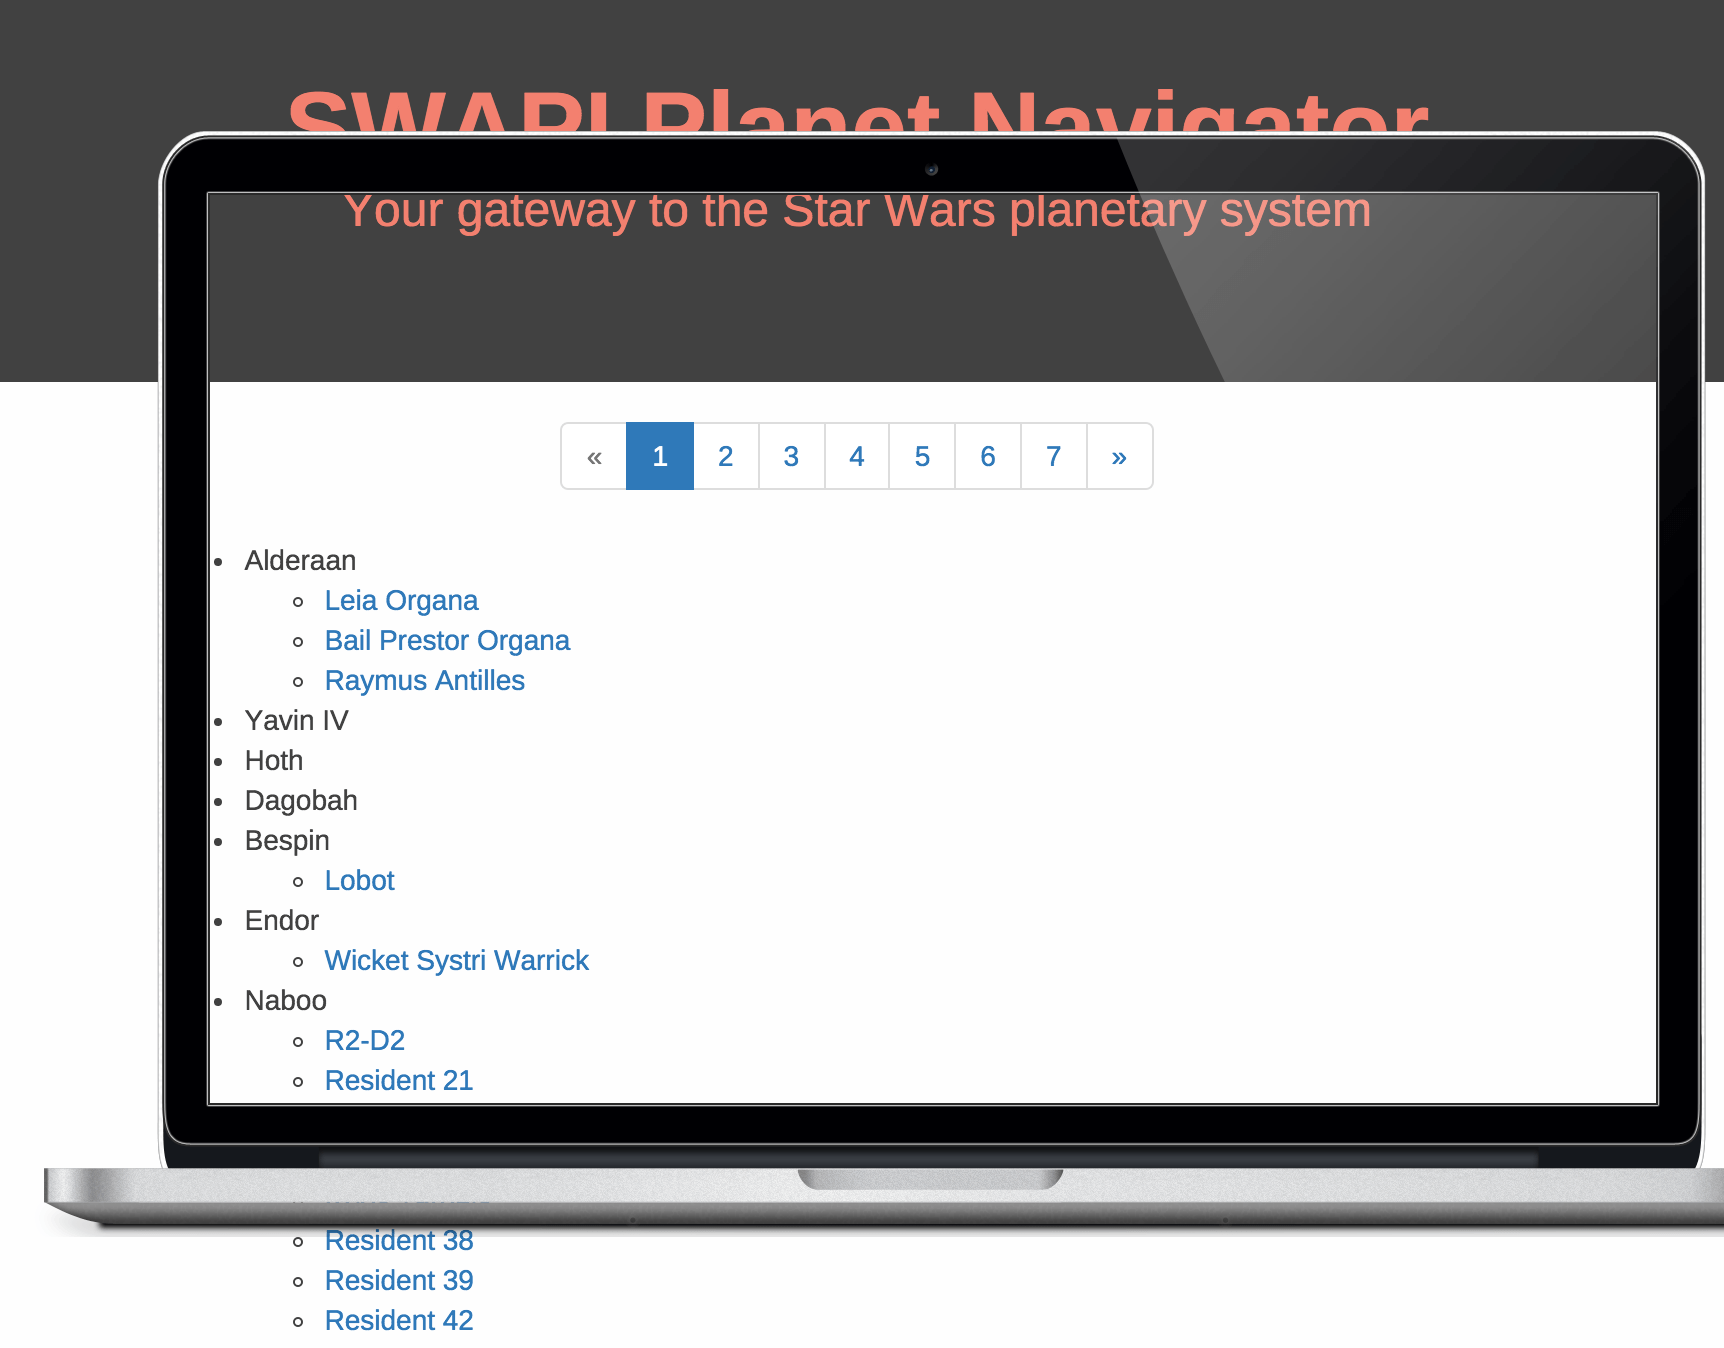 SWAPI Planet Navigator
Your gateway to the Star Wars planetary system
« 1 2 3 4 5 6 7 »
Alderaan
Leia Organa
Bail Prestor Organa
Raymus Antilles
Yavin IV
Hoth
Dagobah
Bespin
Lobot
Endor
Wicket Systri Warrick
Naboo
R2-D2
Resident 21
Resident 38
Resident 39
Resident 42